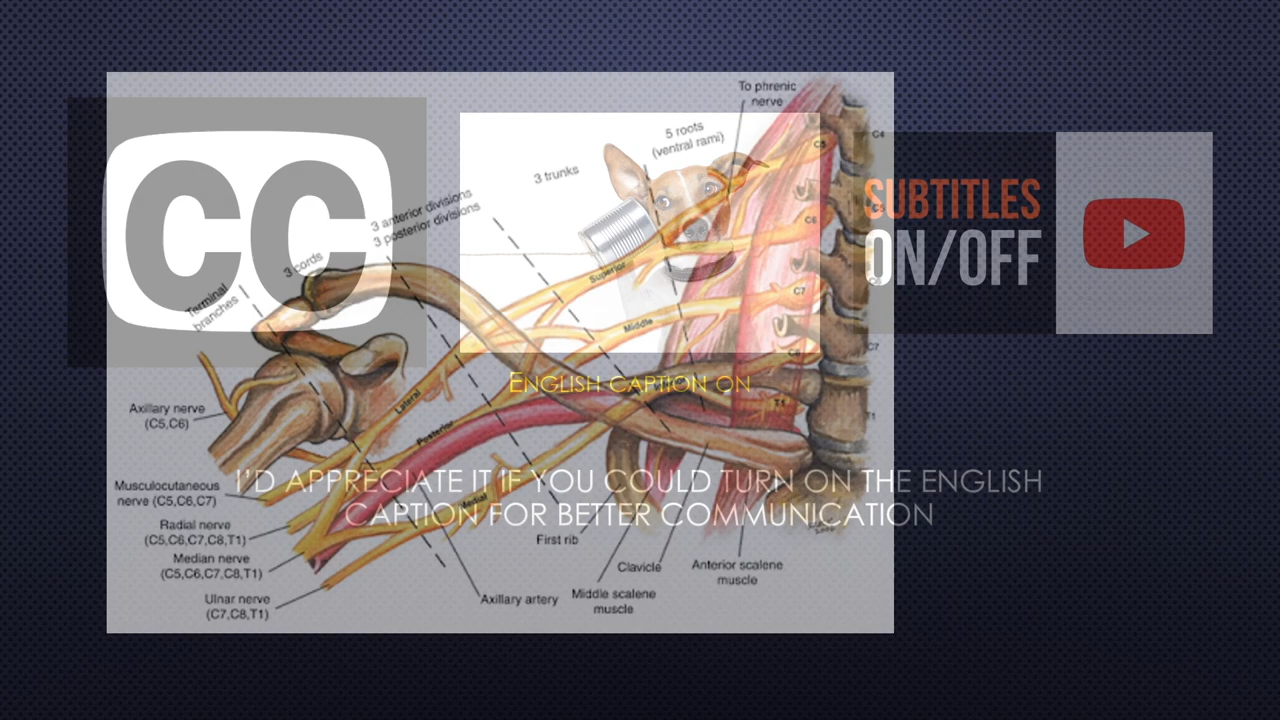 To phrenic
nerve
5 roots
(ventral rami)
3 trunks
3 anterior divisions
3 posterior divisions
3 cords
Terminal
branches
CC
C4
C5
C6
C7
C8
T1
C7
T1
SUBTITLES
ON/OFF
Superior
Middle
ENGLISH CAPTION ON
Lateral
Posterior
Medial
Axillary nerve
(C5,C6)
I'D APPRECIATE IT IF YOU COULD TURN ON THE ENGLISH
CAPTION FOR BETTER COMMUNICATION
Musculocutaneous
nerve (C5,C6,C7)
Radial nerve
(C5,C6,C7,C8,T1)
Median nerve
(C5,C6,C7,C8,T1)
Ulnar nerve
(C7,C8,T1)
First rib
Clavicle
Anterior scalene
muscle
Axillary artery
Middle scalene
muscle